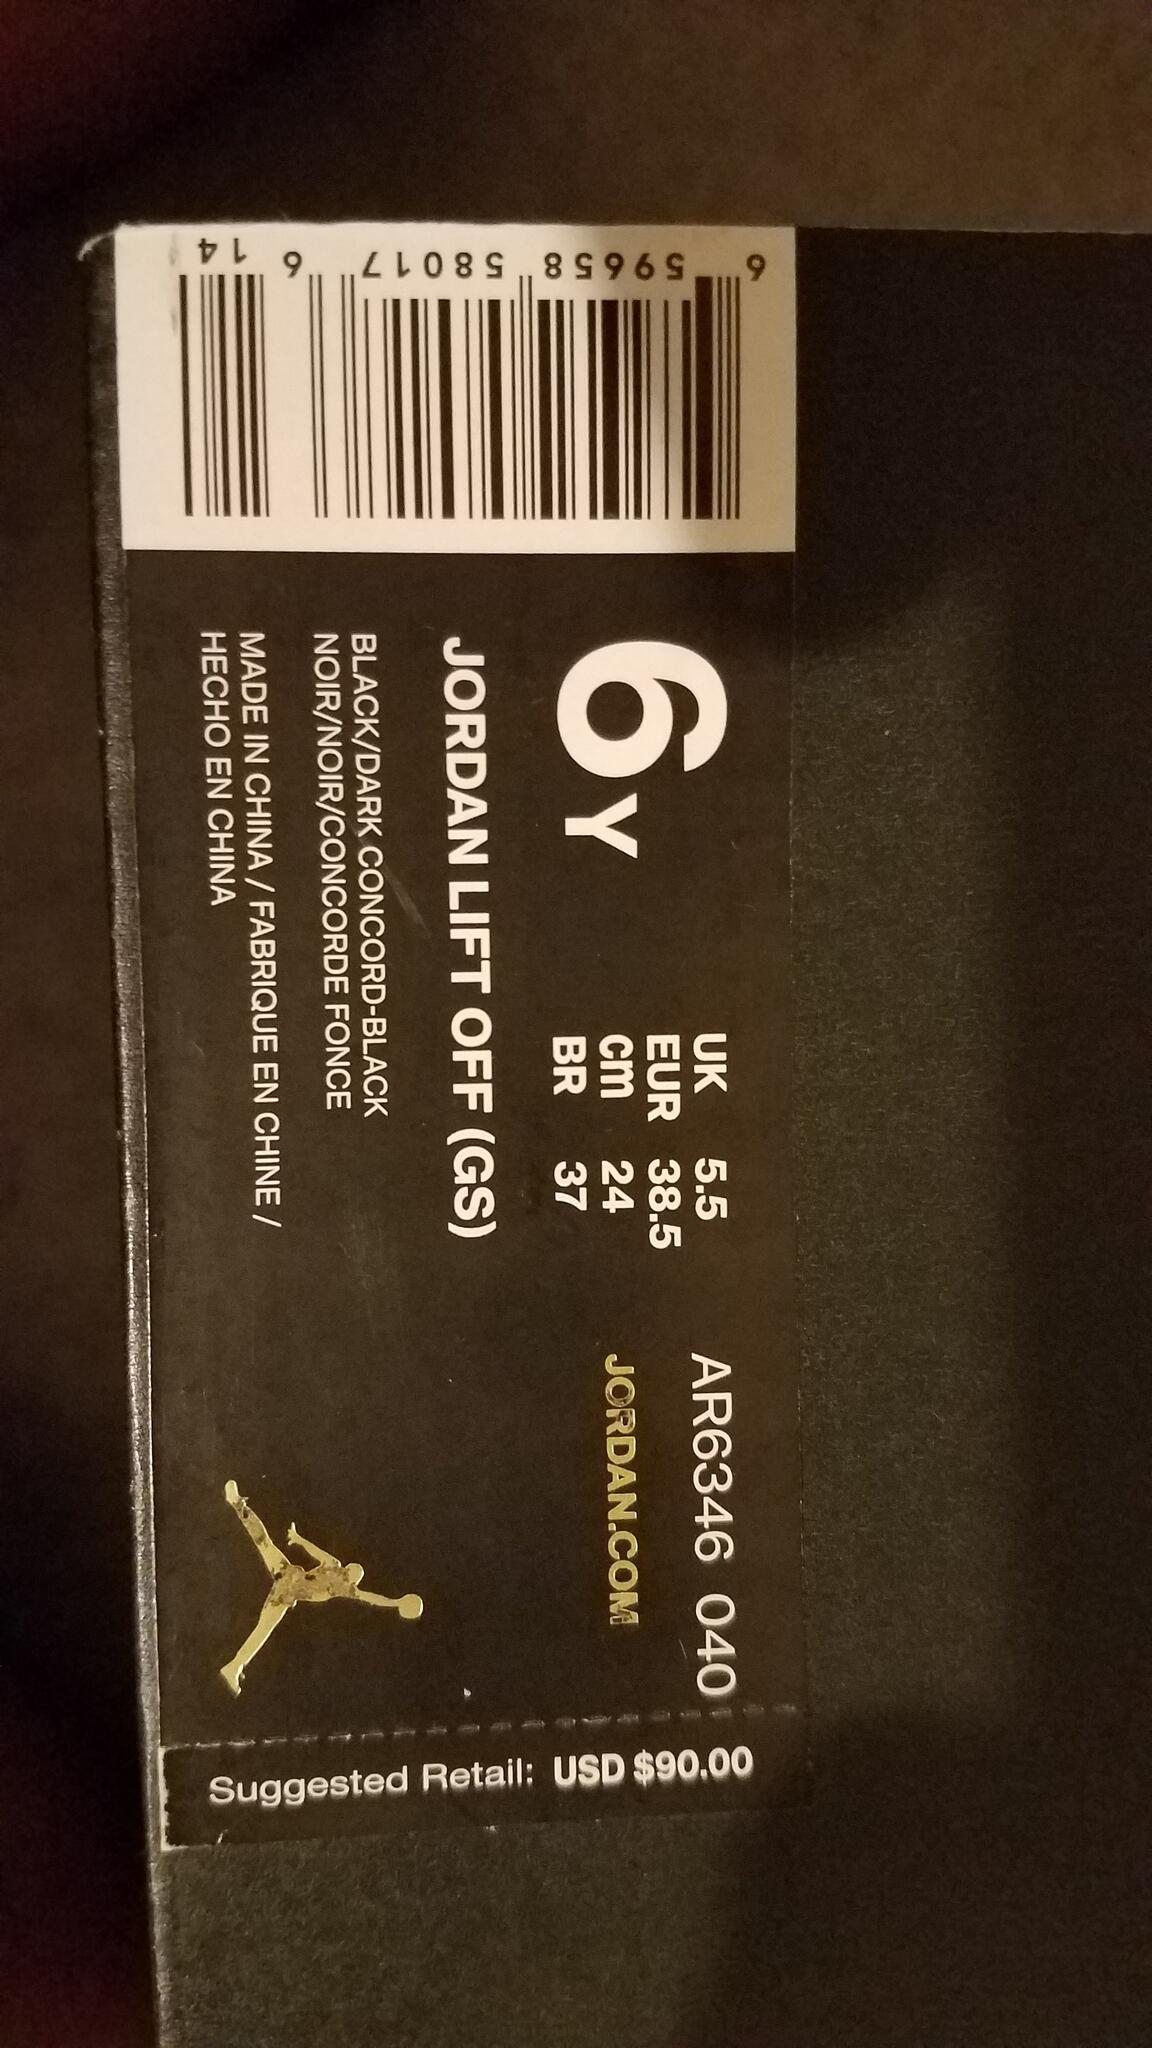 6Y
UK 5.5
EUR 38.5
cm 24
BR 37
AR6346 040
JORDAN.COM
JORDAN LIFT OFF (GS)
BLACK/DARK CONCORD-BLACK
NOIR/NOIR/CONCORDE FONCE
MADE IN CHINA / FABRIQUE EN CHINE /
HECHO EN CHINA
6 59658 58017 6 14
Suggested Retail: USD $90.00